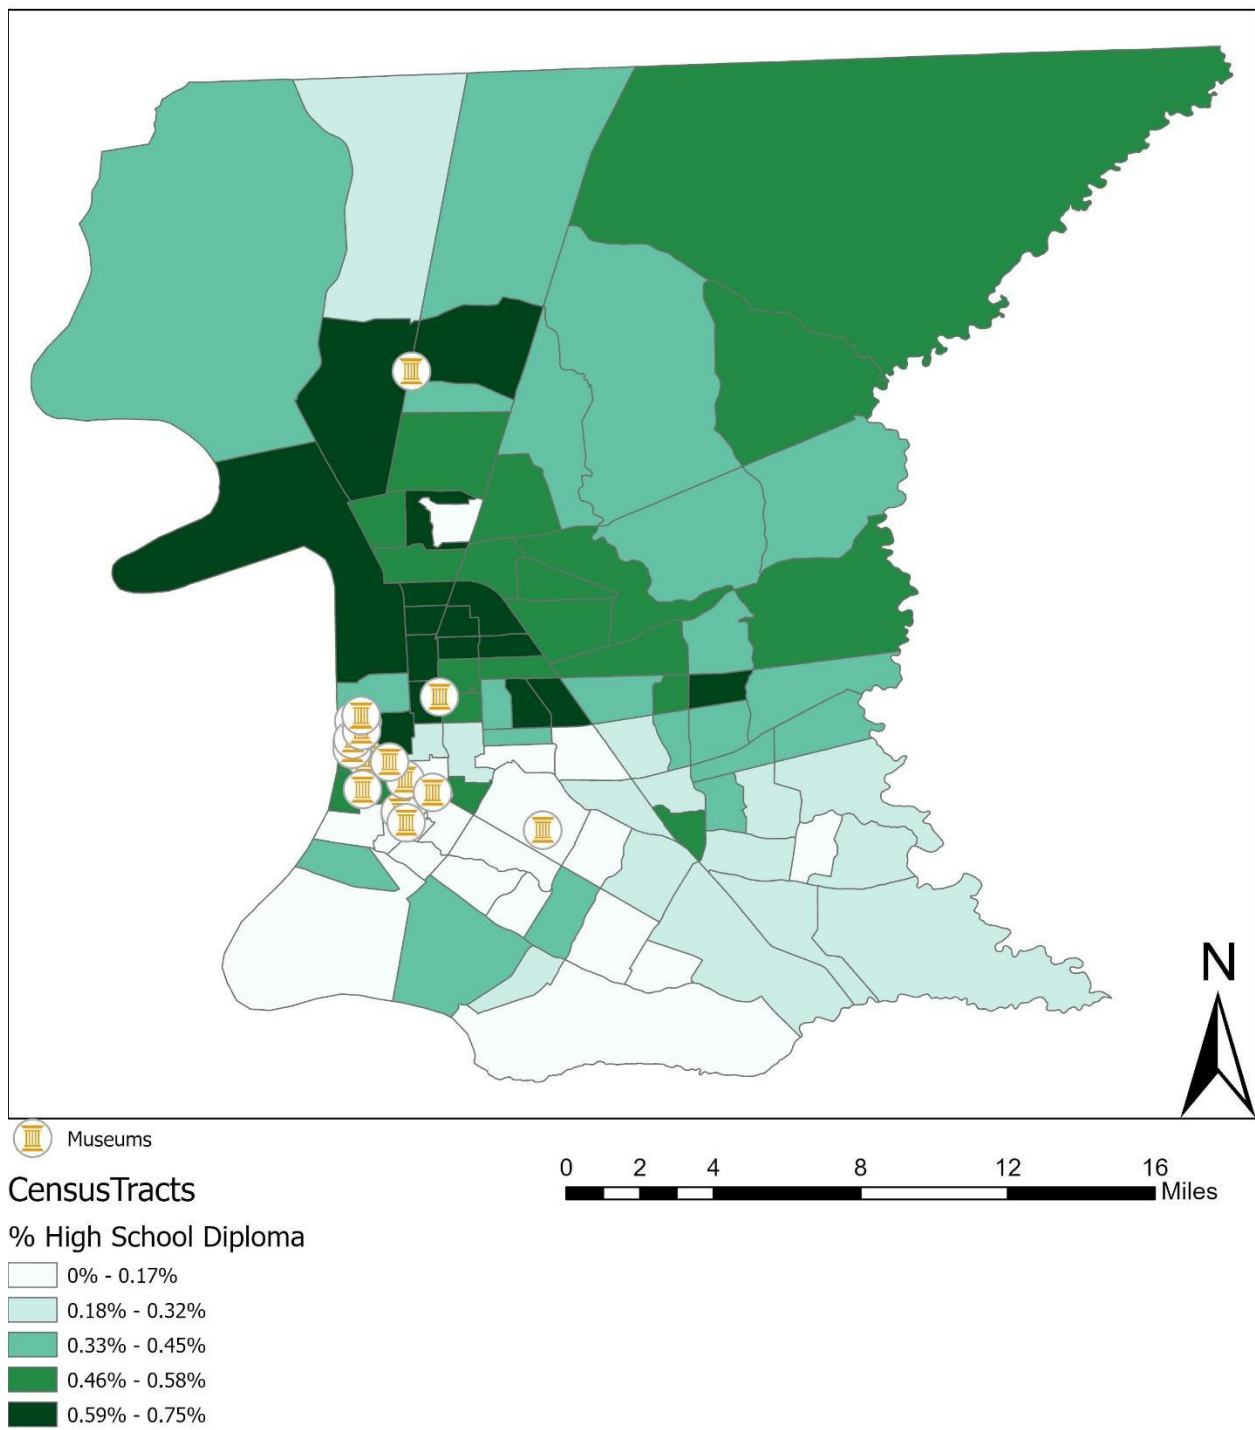 N
Museums
0 2 4 8 12 16
Miles
CensusTracts
% High School Diploma
0% - 0.17%
0.18% - 0.32%
0.33% - 0.45%
0.46% - 0.58%
0.59% - 0.75%